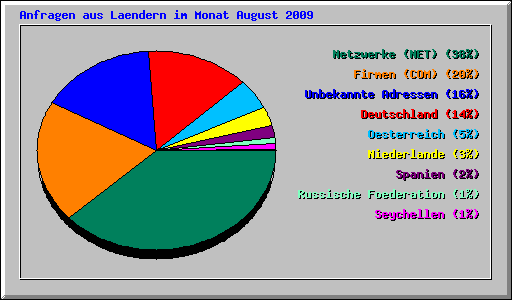 Anfragen aus Laendern im Monat August 2009
Netzwerke (NET) (38%)
Firmen (COM) (20%)
Unbekannte Adressen (16%)
Deutschland (14%)
Oesterreich (5%)
Niederlande (3%)
Spanien (2%)
Russische Foederation (1%)
Seychellen (1%)